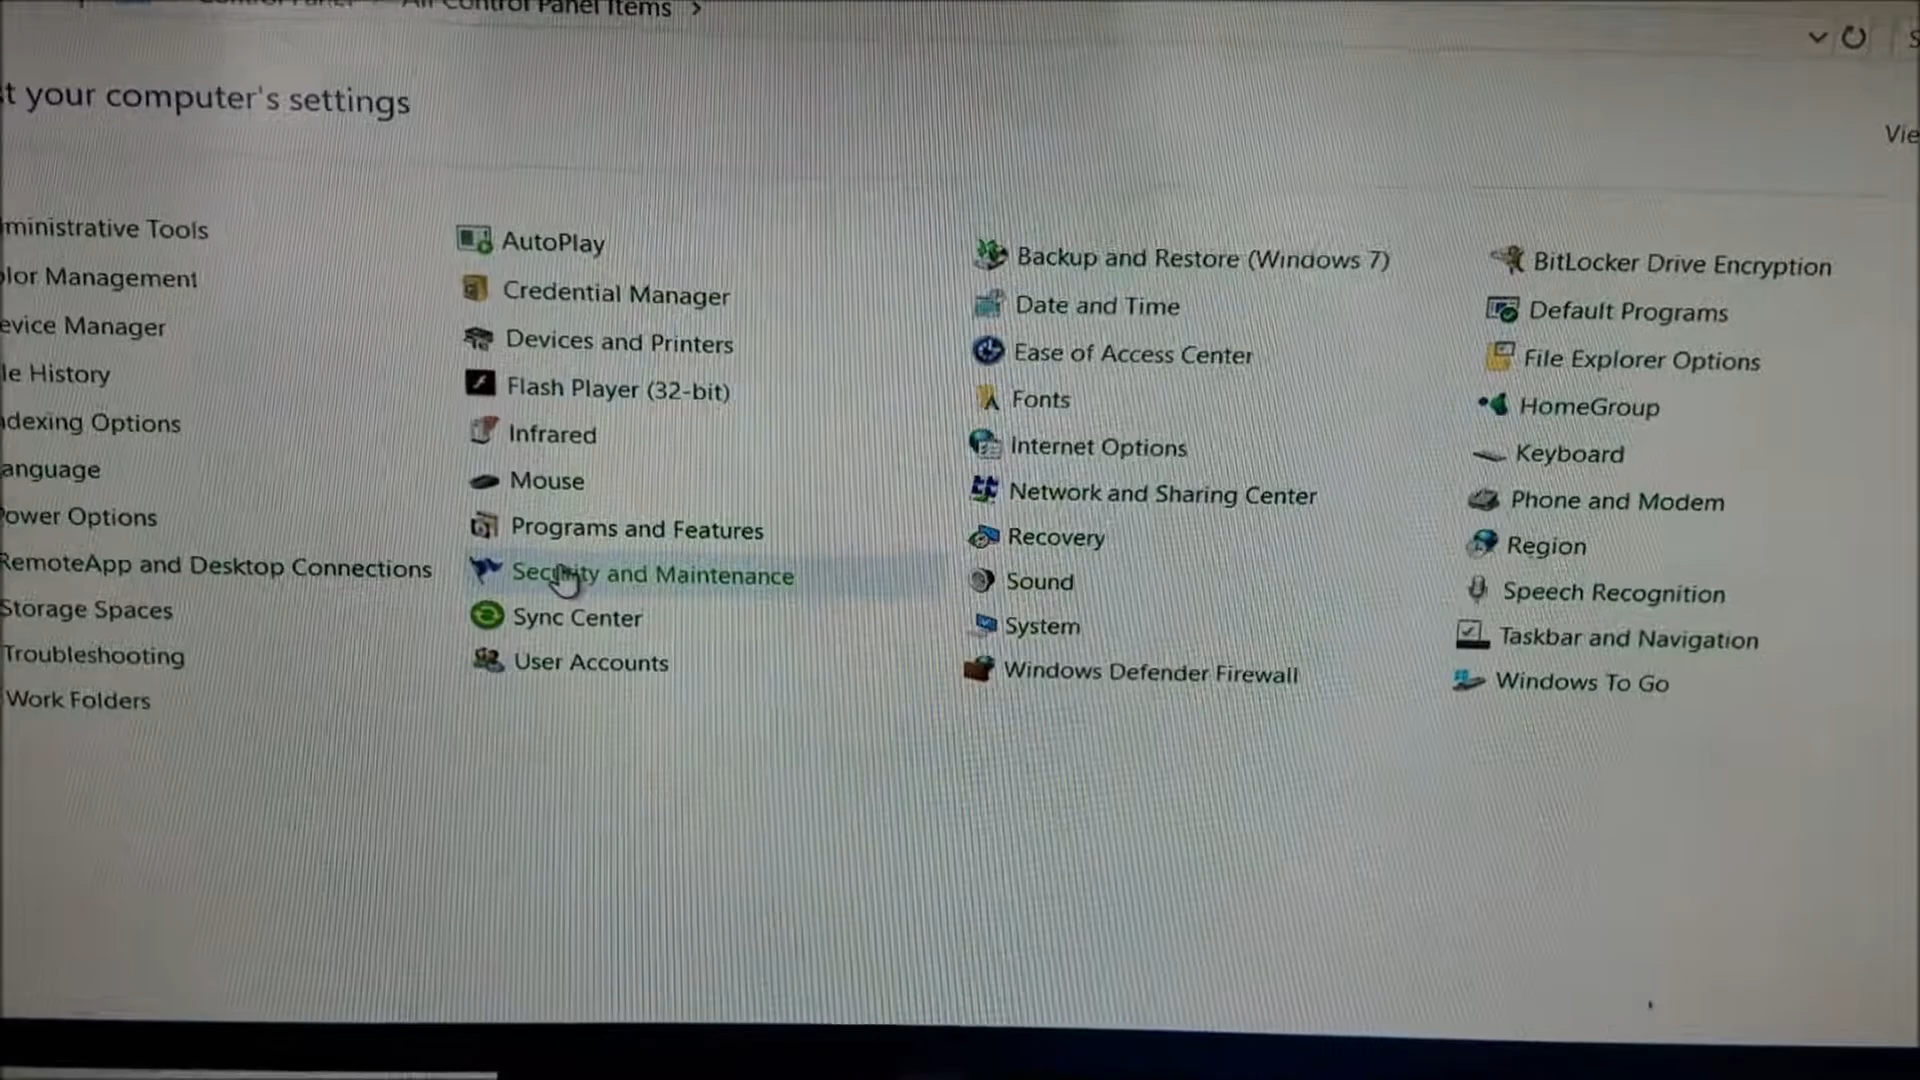 All Control Panel Items >
t your computer's settings
Vie
ministrative Tools
lor Management
evice Manager
le History
dexing Options
anguage
ower Options
RemoteApp and Desktop Connections
Storage Spaces
Troubleshooting
Work Folders
AutoPlay
Credential Manager
Devices and Printers
Flash Player (32-bit)
Infrared
Mouse
Programs and Features
Security and Maintenance
Sync Center
User Accounts
Backup and Restore (Windows 7)
Date and Time
Ease of Access Center
Fonts
Internet Options
Network and Sharing Center
Recovery
Sound
System
Windows Defender Firewall
BitLocker Drive Encryption
Default Programs
File Explorer Options
HomeGroup
Keyboard
Phone and Modem
Region
Speech Recognition
Taskbar and Navigation
Windows To Go